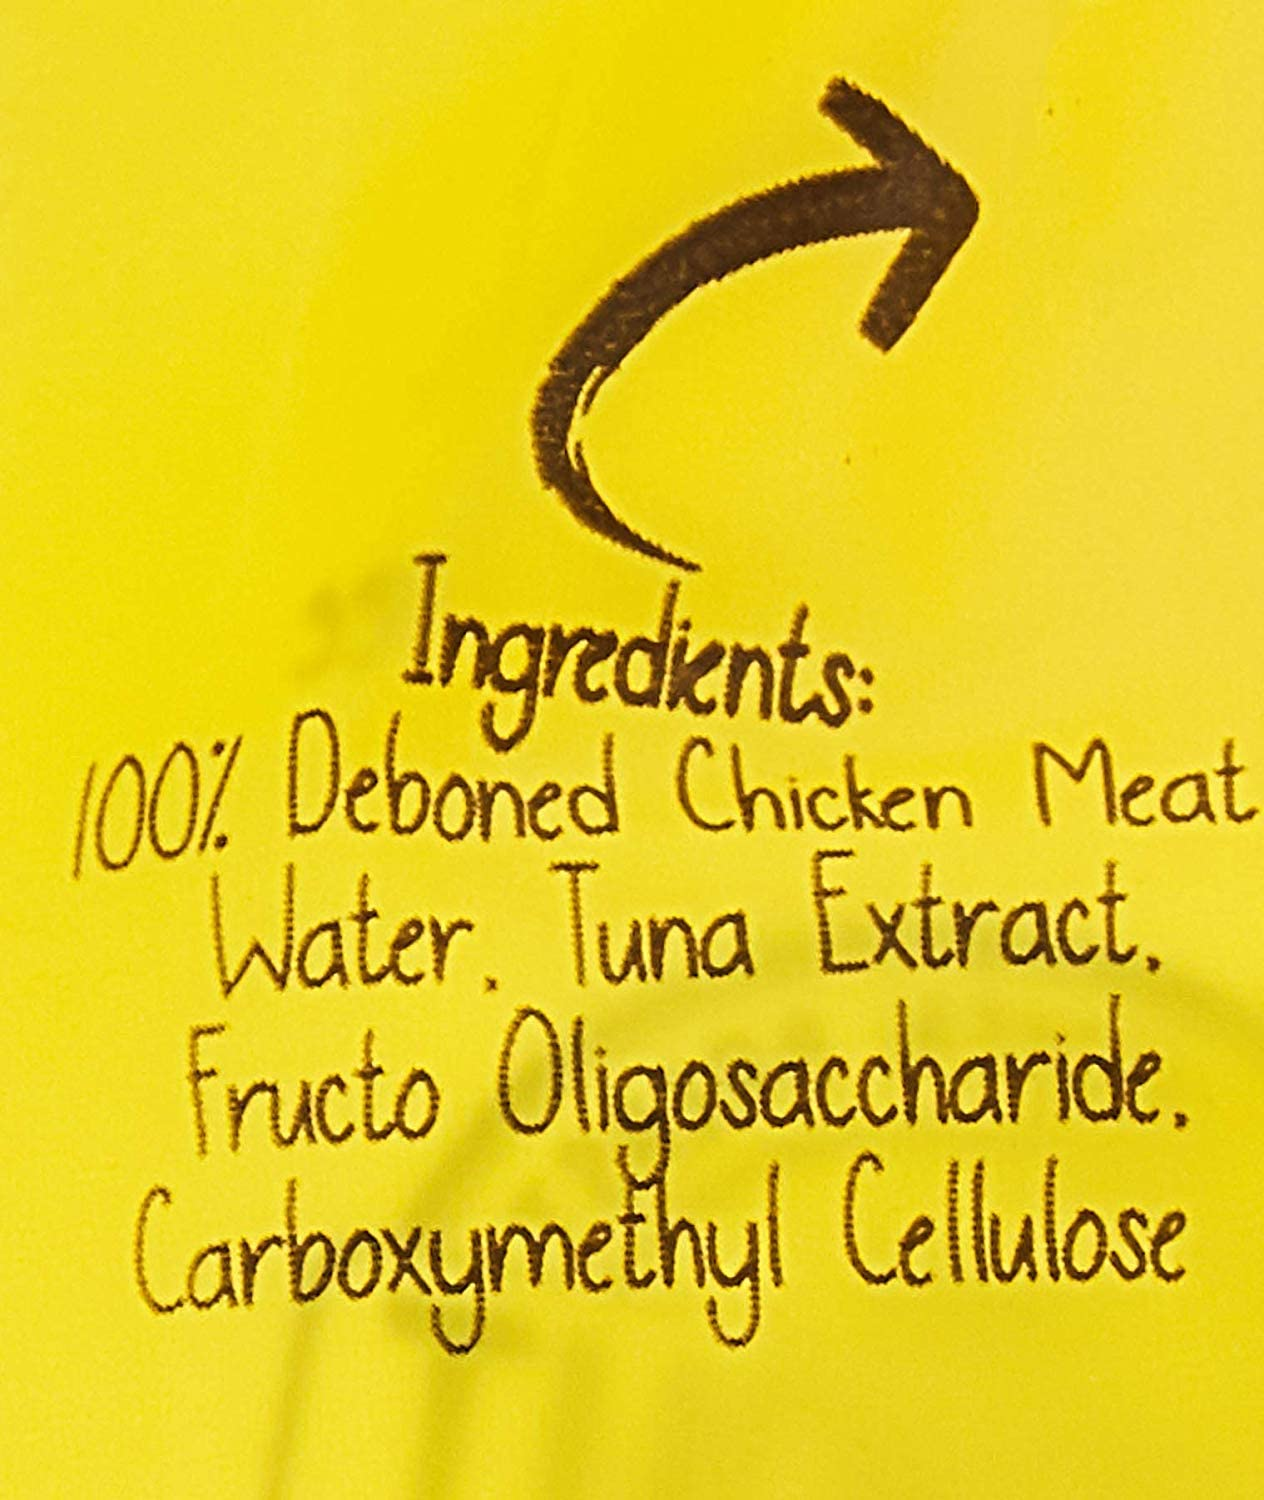 Ingredients:
100% Deboned Chicken Meat
Water, Tuna Extract,
Fructo Oligosaccharide,
Carboxymethyl Cellulose